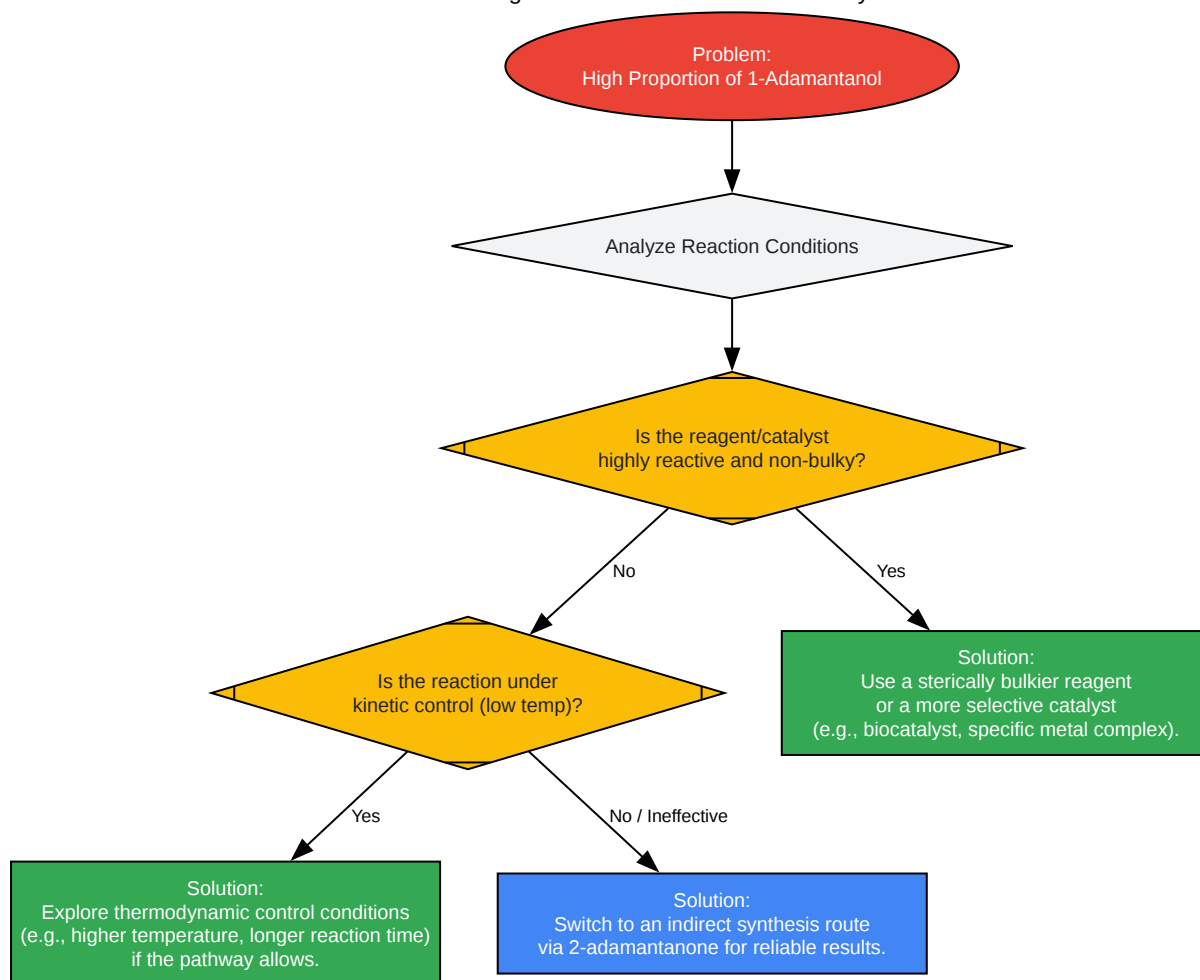 Problem:
High Proportion of 1-Adamantanol
Analyze Reaction Conditions
Is the reagent/catalyst
highly reactive and non-bulky?
No
Yes
Is the reaction under
kinetic control (low temp)?
Solution:
Use a sterically bulkier reagent
or a more selective catalyst
(e.g., biocatalyst, specific metal complex).
Yes
No / Ineffective
Solution:
Explore thermodynamic control conditions
(e.g., higher temperature, longer reaction time)
if the pathway allows.
Solution:
Switch to an indirect synthesis route
via 2-adamantanone for reliable results.